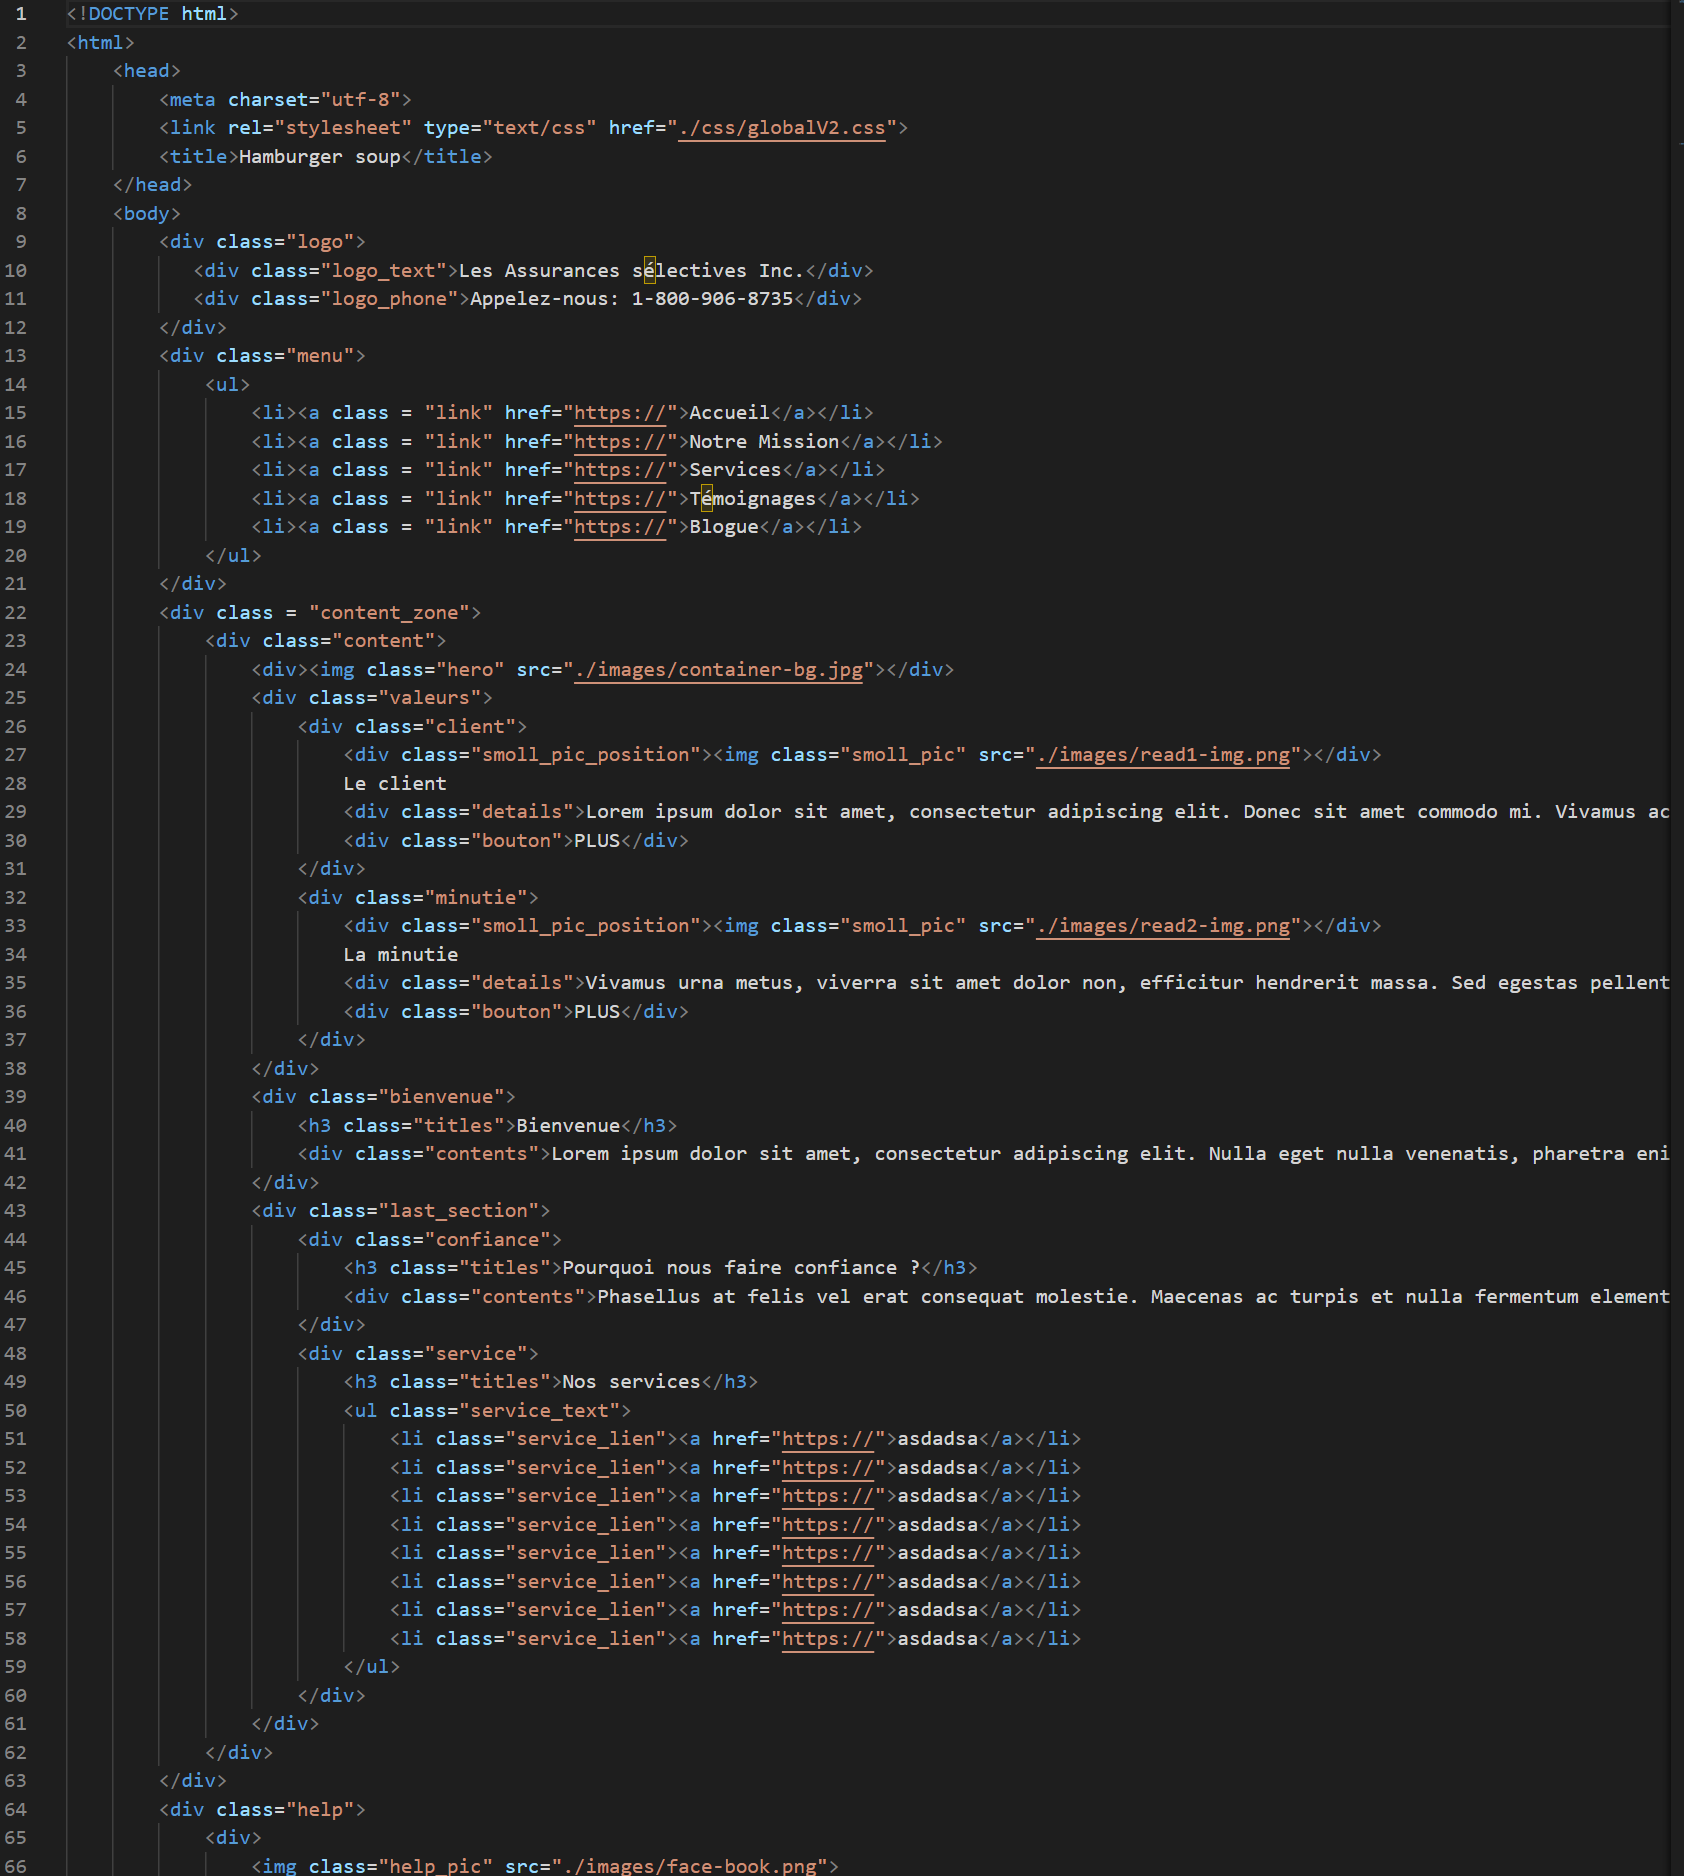 1 <!DOCTYPE html>
2 <html>
3 <head>
4 <meta charset="utf-8">
5 <link rel="stylesheet" type="text/css" href="./css/globalV2.css">
6 <title>Hamburger soup</title>
7 </head>
8 <body>
9 <div class="logo">
10 <div class="logo_text">Les Assurances sélectives Inc.</div>
11 <div class="logo_phone">Appelez-nous: 1-800-906-8735</div>
12 </div>
13 <div class="menu">
14 <ul>
15 <li><a class = "link" href="https://">Accueil</a></li>
16 <li><a class = "link" href="https://">Notre Mission</a></li>
17 <li><a class = "link" href="https://">Services</a></li>
18 <li><a class = "link" href="https://">Témoignages</a></li>
19 <li><a class = "link" href="https://">Blogue</a></li>
20 </ul>
21 </div>
22 <div class = "content_zone">
23 <div class="content">
24 <div><img class="hero" src="./images/container-bg.jpg"></div>
25 <div class="valeurs">
26 <div class="client">
27 <div class="smoll_pic_position"><img class="smoll_pic" src="./images/read1-img.png"></div>
28 Le client
29 <div class="details">Lorem ipsum dolor sit amet, consectetur adipiscing elit. Donec sit amet commodo mi. Vivamus ac
30 <div class="bouton">PLUS</div>
31 </div>
32 <div class="minutie">
33 <div class="smoll_pic_position"><img class="smoll_pic" src="./images/read2-img.png"></div>
34 La minutie
35 <div class="details">Vivamus urna metus, viverra sit amet dolor non, efficitur hendrerit massa. Sed egestas pellent
36 <div class="bouton">PLUS</div>
37 </div>
38 </div>
39 <div class="bienvenue">
40 <h3 class="titles">Bienvenue</h3>
41 <div class="contents">Lorem ipsum dolor sit amet, consectetur adipiscing elit. Nulla eget nulla venenatis, pharetra eni
42 </div>
43 <div class="last_section">
44 <div class="confiance">
45 <h3 class="titles">Pourquoi nous faire confiance ?</h3>
46 <div class="contents">Phasellus at felis vel erat consequat molestie. Maecenas ac turpis et nulla fermentum element
47 </div>
48 <div class="service">
49 <h3 class="titles">Nos services</h3>
50 <ul class="service_text">
51 <li class="service_lien"><a href="https://">asdadsa</a></li>
52 <li class="service_lien"><a href="https://">asdadsa</a></li>
53 <li class="service_lien"><a href="https://">asdadsa</a></li>
54 <li class="service_lien"><a href="https://">asdadsa</a></li>
55 <li class="service_lien"><a href="https://">asdadsa</a></li>
56 <li class="service_lien"><a href="https://">asdadsa</a></li>
57 <li class="service_lien"><a href="https://">asdadsa</a></li>
58 <li class="service_lien"><a href="https://">asdadsa</a></li>
59 </ul>
60 </div>
61 </div>
62 </div>
63 </div>
64 <div class="help">
65 <div>
66 <img class="help_pic" src="./images/face-book.png">